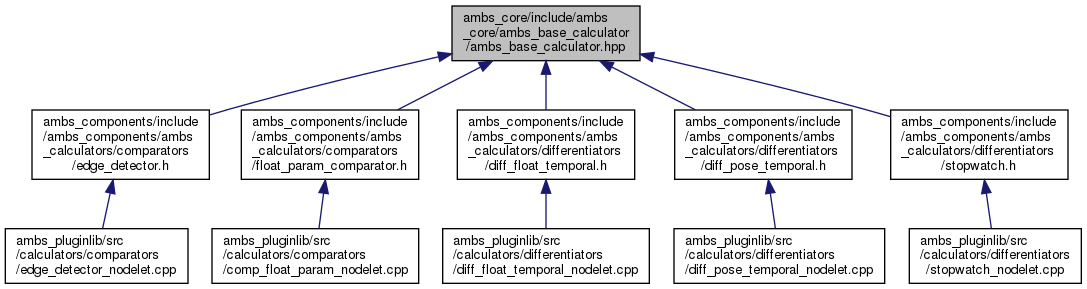 ambs_core/include/ambs
_core/ambs_base_calculator
/ambs_base_calculator.hpp
ambs_components/include
/ambs_components/ambs
_calculators/comparators
/edge_detector.h
ambs_components/include
/ambs_components/ambs
_calculators/comparators
/float_param_comparator.h
ambs_components/include
/ambs_components/ambs
_calculators/differentiators
/diff_float_temporal.h
ambs_components/include
/ambs_components/ambs
_calculators/differentiators
/diff_pose_temporal.h
ambs_components/include
/ambs_components/ambs
_calculators/differentiators
/stopwatch.h
ambs_pluginlib/src
/calculators/comparators
/edge_detector_nodelet.cpp
ambs_pluginlib/src
/calculators/comparators
/comp_float_param_nodelet.cpp
ambs_pluginlib/src
/calculators/differentiators
/diff_float_temporal_nodelet.cpp
ambs_pluginlib/src
/calculators/differentiators
/diff_pose_temporal_nodelet.cpp
ambs_pluginlib/src
/calculators/differentiators
/stopwatch_nodelet.cpp